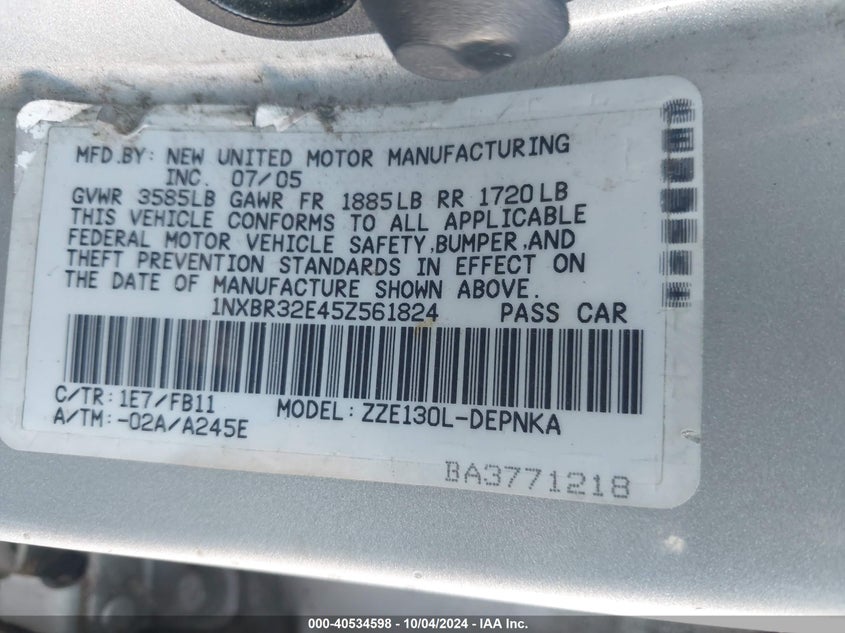 MFD.BY: NEW UNITED MOTOR MANUFACTURING
INC. 07/05
GVWR 3585LB GAWR FR 1885LB RR 1720LB
THIS VEHICLE CONFORMS TO ALL APPLICABLE
FEDERAL MOTOR VEHICLE SAFETY,BUMPER,AND
THEFT PREVENTION STANDARDS IN EFFECT ON
THE DATE OF MANUFACTURE SHOWN ABOVE.
1NXBR32E45Z561824 PASS CAR
C/TR:1E7/FB11 MODEL:ZZE130L-DEPNKA
A/TM:-02A/A245E
BA3771218
000-40534598 - 10/04/2024 - IAA Inc.